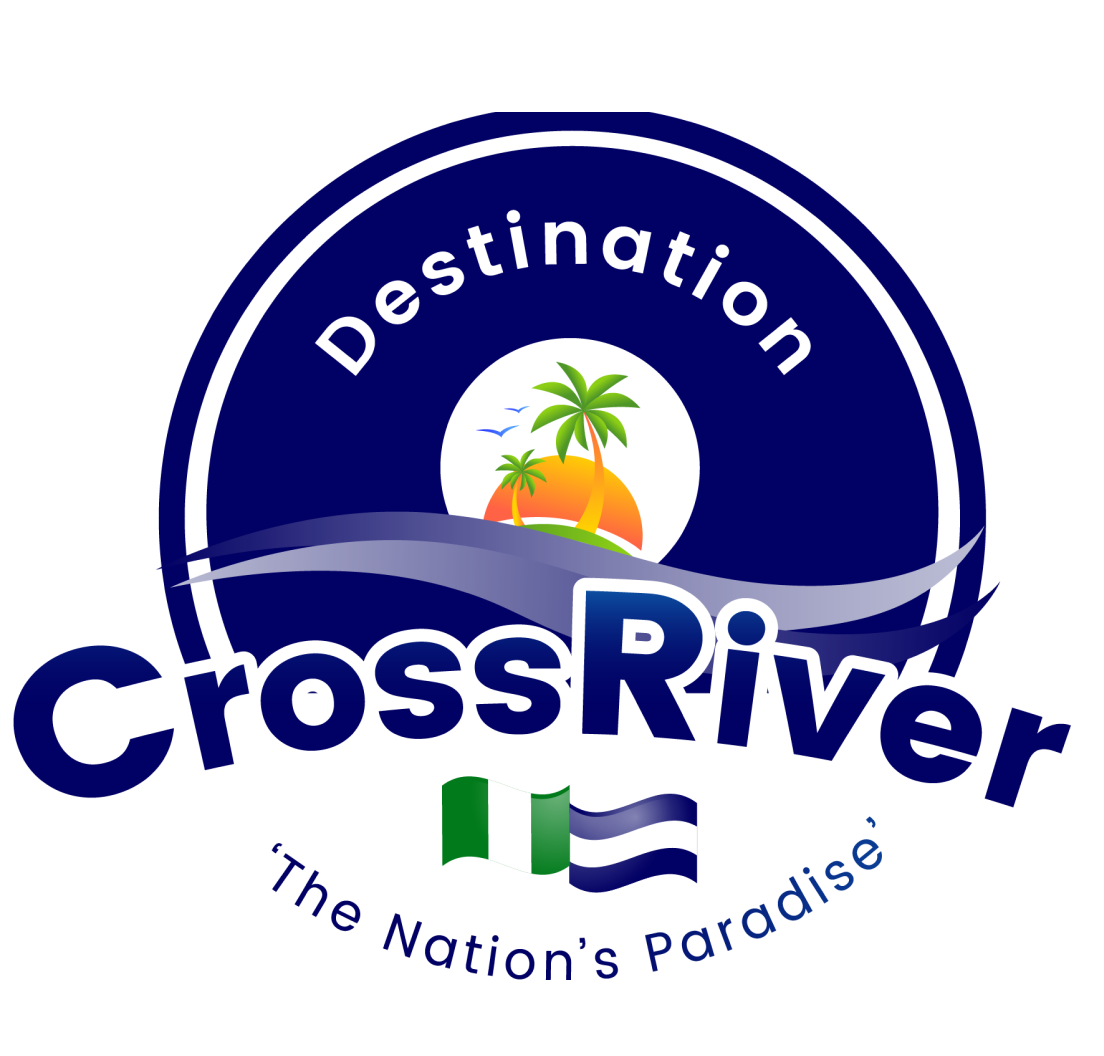 Destination
CrossRiver
‘The Nation’s Paradise’